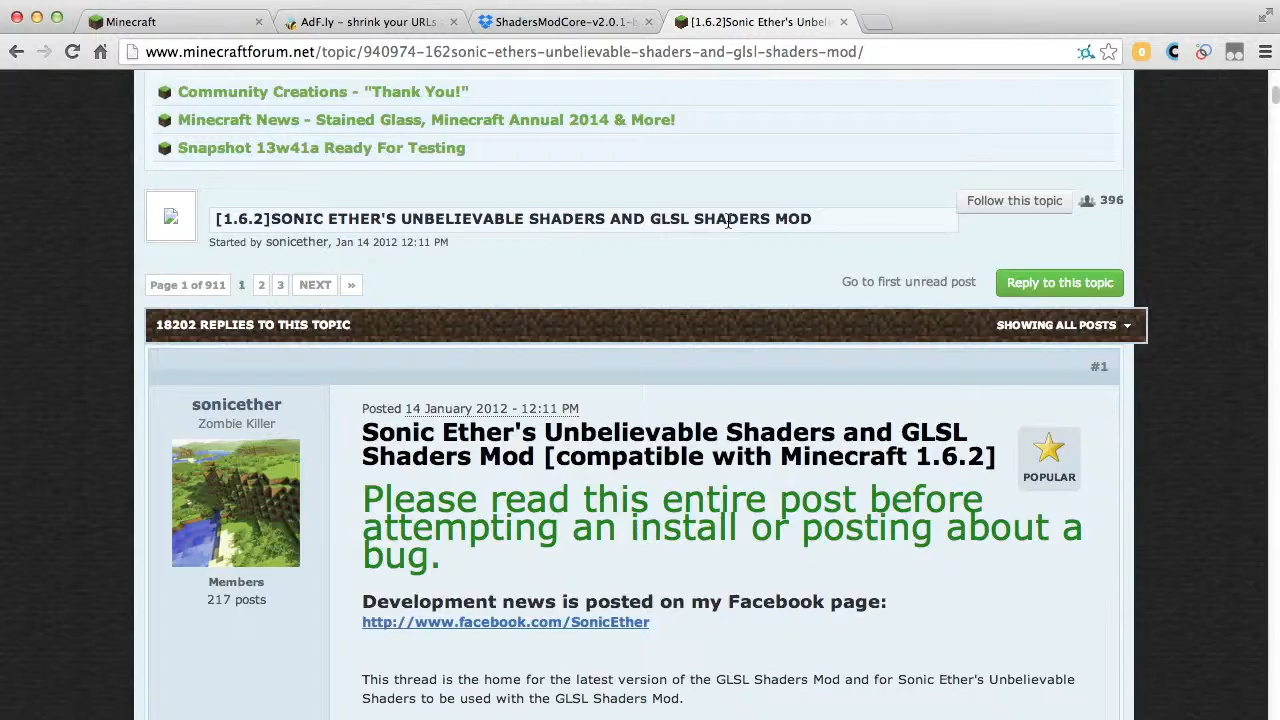 Minecraft
AdF.ly – shrink your URLs
ShadersModCore-v2.0.1-
[1.6.2]Sonic Ether's Unbeli
www.minecraftforum.net/topic/940974-162sonic-ethers-unbelievable-shaders-and-glsl-shaders-mod/
Community Creations - "Thank You!"
Minecraft News - Stained Glass, Minecraft Annual 2014 & More!
Snapshot 13w41a Ready For Testing
[1.6.2]SONIC ETHER'S UNBELIEVABLE SHADERS AND GLSL SHADERS MOD
Follow this topic
396
Started by sonicether, Jan 14 2012 12:11 PM
Page 1 of 911 1 2 3 NEXT »
Go to first unread post
Reply to this topic
18202 REPLIES TO THIS TOPIC
SHOWING ALL POSTS
#1
sonicether
Zombie Killer
Members
217 posts
Posted 14 January 2012 - 12:11 PM
Sonic Ether's Unbelievable Shaders and GLSL
Shaders Mod [compatible with Minecraft 1.6.2]
POPULAR
Please read this entire post before
attempting an install or posting about a
bug.
Development news is posted on my Facebook page:
http://www.facebook.com/SonicEther
This thread is the home for the latest version of the GLSL Shaders Mod and for Sonic Ether's Unbelievable
Shaders to be used with the GLSL Shaders Mod.